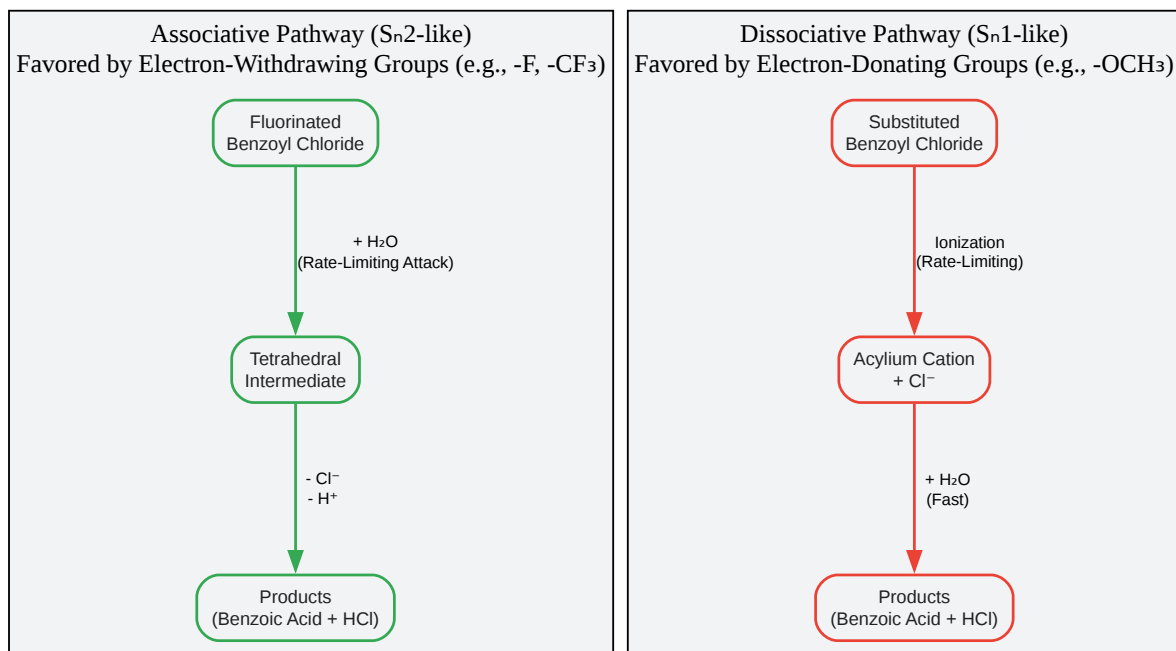 Associative Pathway (Sₙ2-like)
Favored by Electron-Withdrawing Groups (e.g., -F, -CF₃)
Fluorinated
Benzoyl Chloride
+ H₂O
(Rate-Limiting Attack)
Tetrahedral
Intermediate
- Cl⁻
- H⁺
Products
(Benzoic Acid + HCl)
Dissociative Pathway (Sₙ1-like)
Favored by Electron-Donating Groups (e.g., -OCH₃)
Substituted
Benzoyl Chloride
Ionization
(Rate-Limiting)
Acylium Cation
+ Cl⁻
+ H₂O
(Fast)
Products
(Benzoic Acid + HCl)